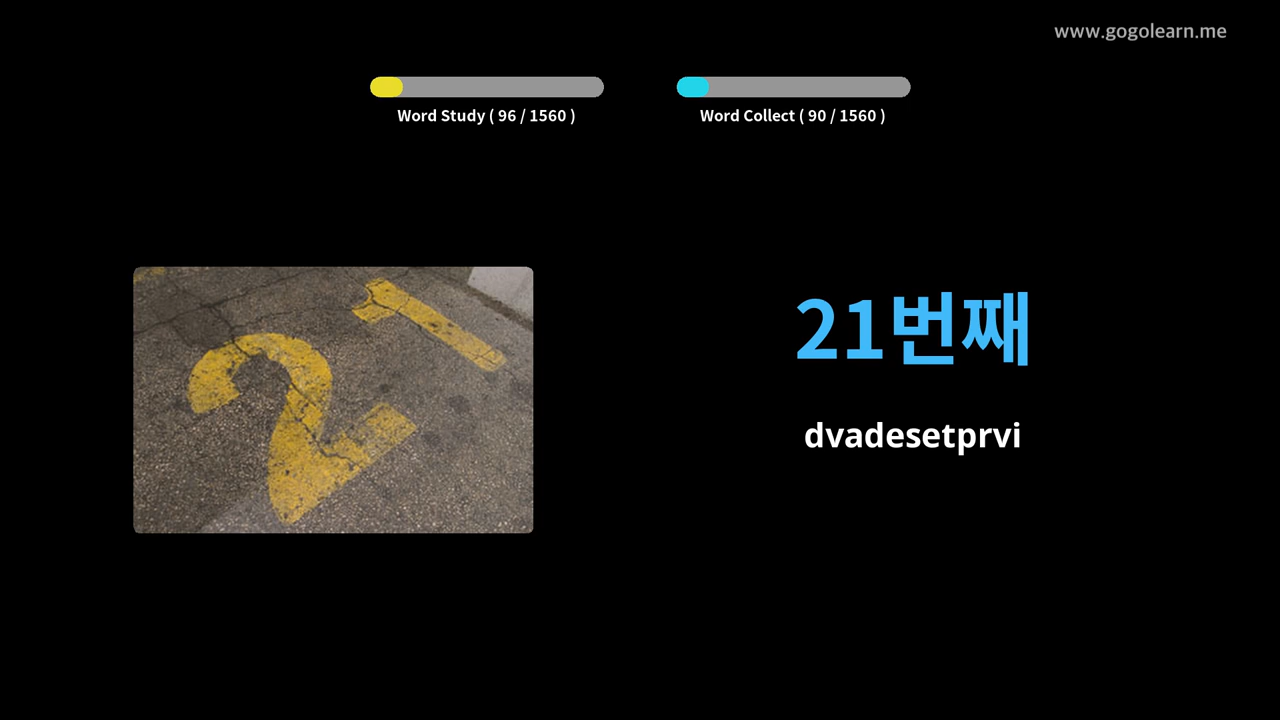 www.gogolearn.me
Word Study ( 96 / 1560 )
Word Collect ( 90 / 1560 )
21
21번째
dvadesetprvi